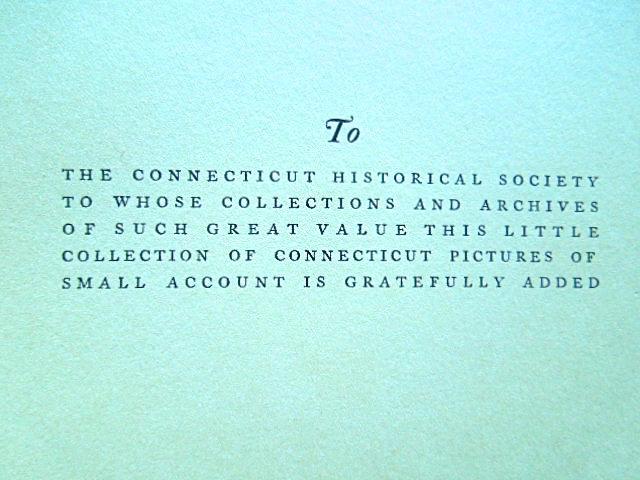 To
THE CONNECTICUT HISTORICAL SOCIETY
TO WHOSE COLLECTIONS AND ARCHIVES
OF SUCH GREAT VALUE THIS LITTLE
COLLECTION OF CONNECTICUT PICTURES OF
SMALL ACCOUNT IS GRATEFULLY ADDED